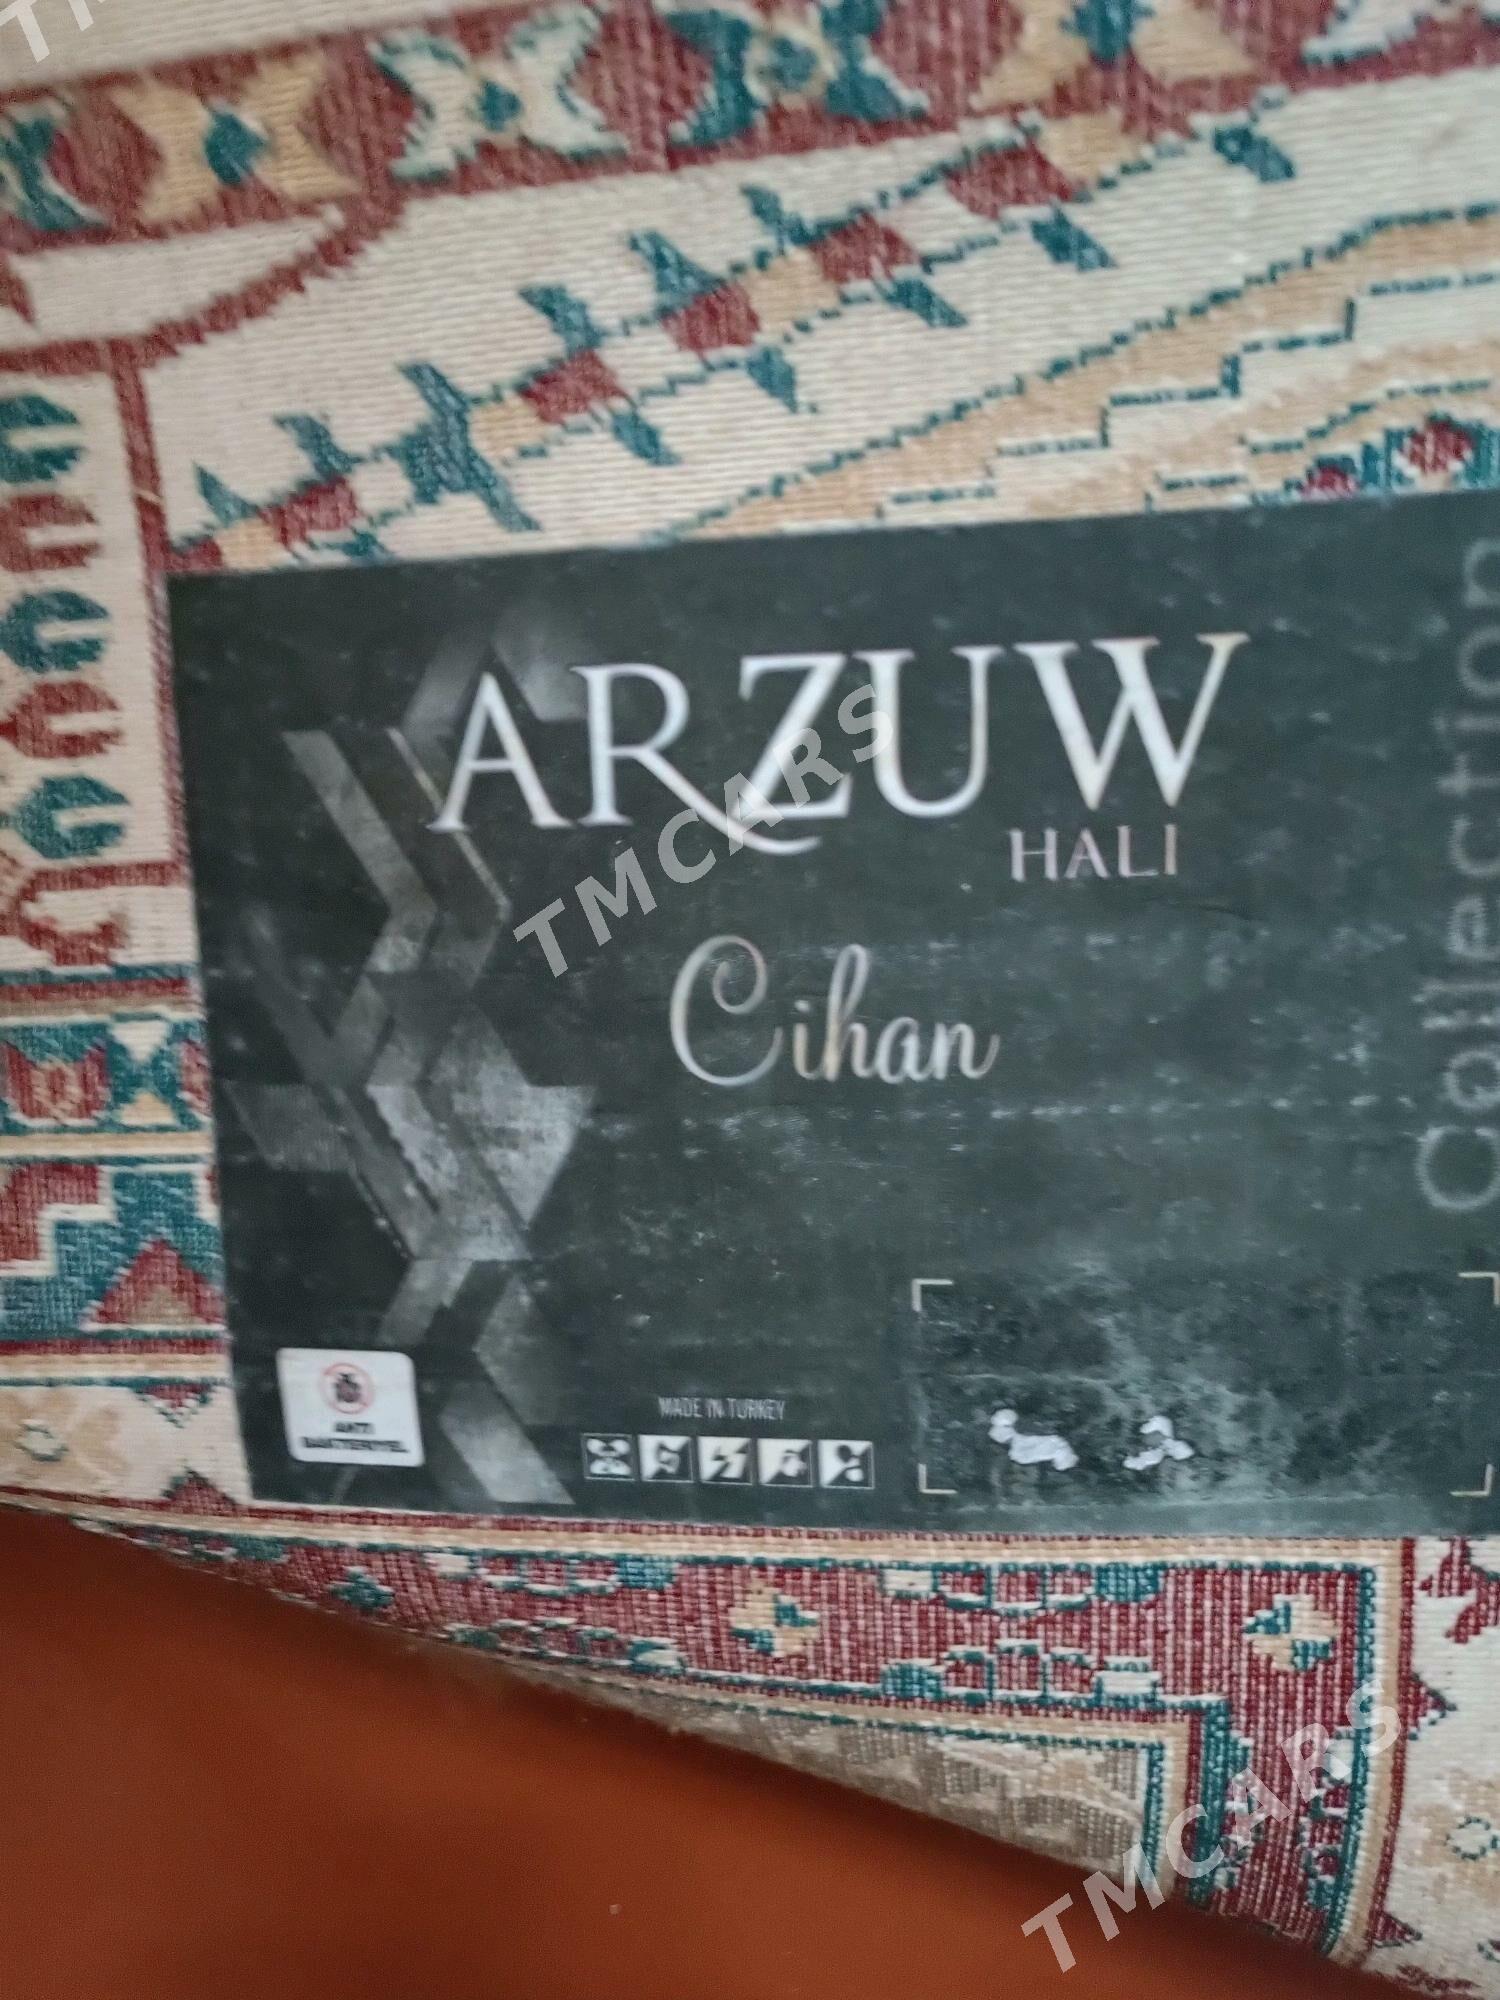 ARZUW
HALI
Cihan
Collection
ANTI
BAKTERIYEL
MADE IN TURKEY
TMCARS
TMCARS